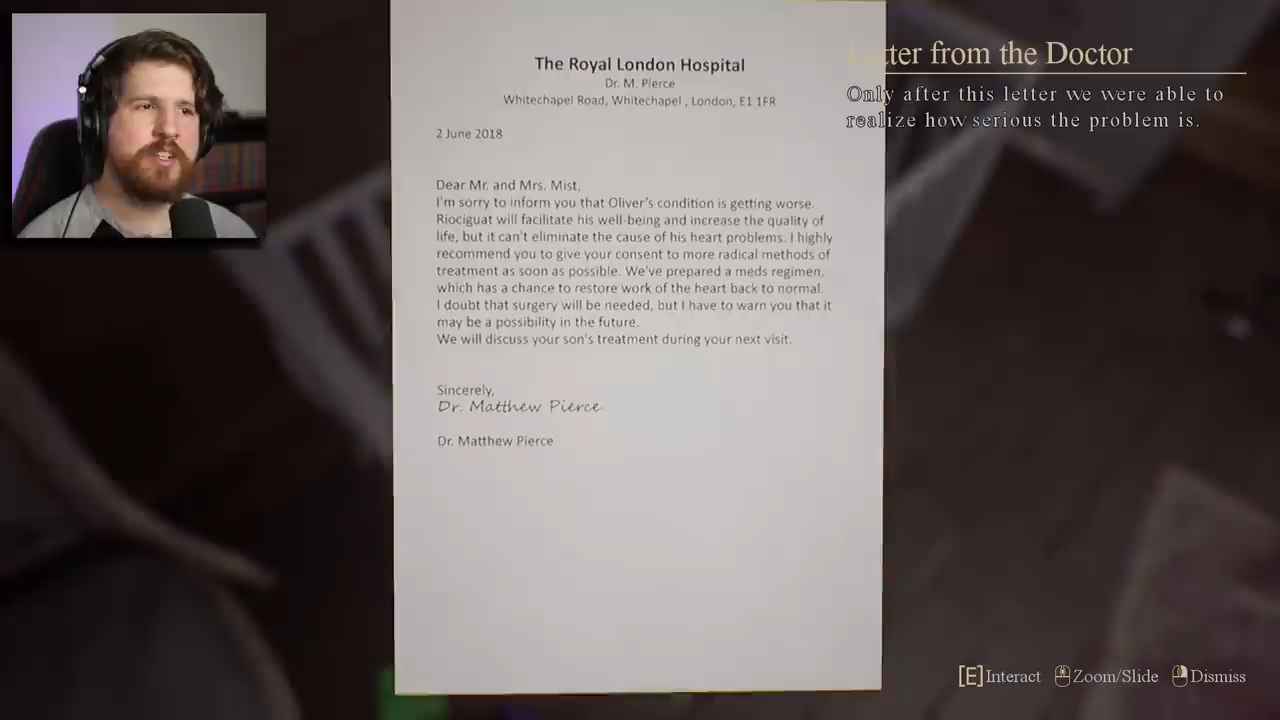 Letter from the Doctor
Only after this letter we were able to
realize how serious the problem is.
The Royal London Hospital
Dr. M. Pierce
Whitechapel Road, Whitechapel , London, E1 1FR
2 June 2018
Dear Mr. and Mrs. Mist,
I'm sorry to inform you that Oliver's condition is getting worse.
Riociguat will facilitate his well-being and increase the quality of
life, but it can't eliminate the cause of his heart problems. I highly
recommend you to give your consent to more radical methods of
treatment as soon as possible. We've prepared a meds regimen,
which has a chance to restore work of the heart back to normal.
I doubt that surgery will be needed, but I have to warn you that it
may be a possibility in the future.
We will discuss your son's treatment during your next visit.
Sincerely,
Dr. Matthew Pierce
Dr. Matthew Pierce
[E]Interact Zoom/Slide Dismiss